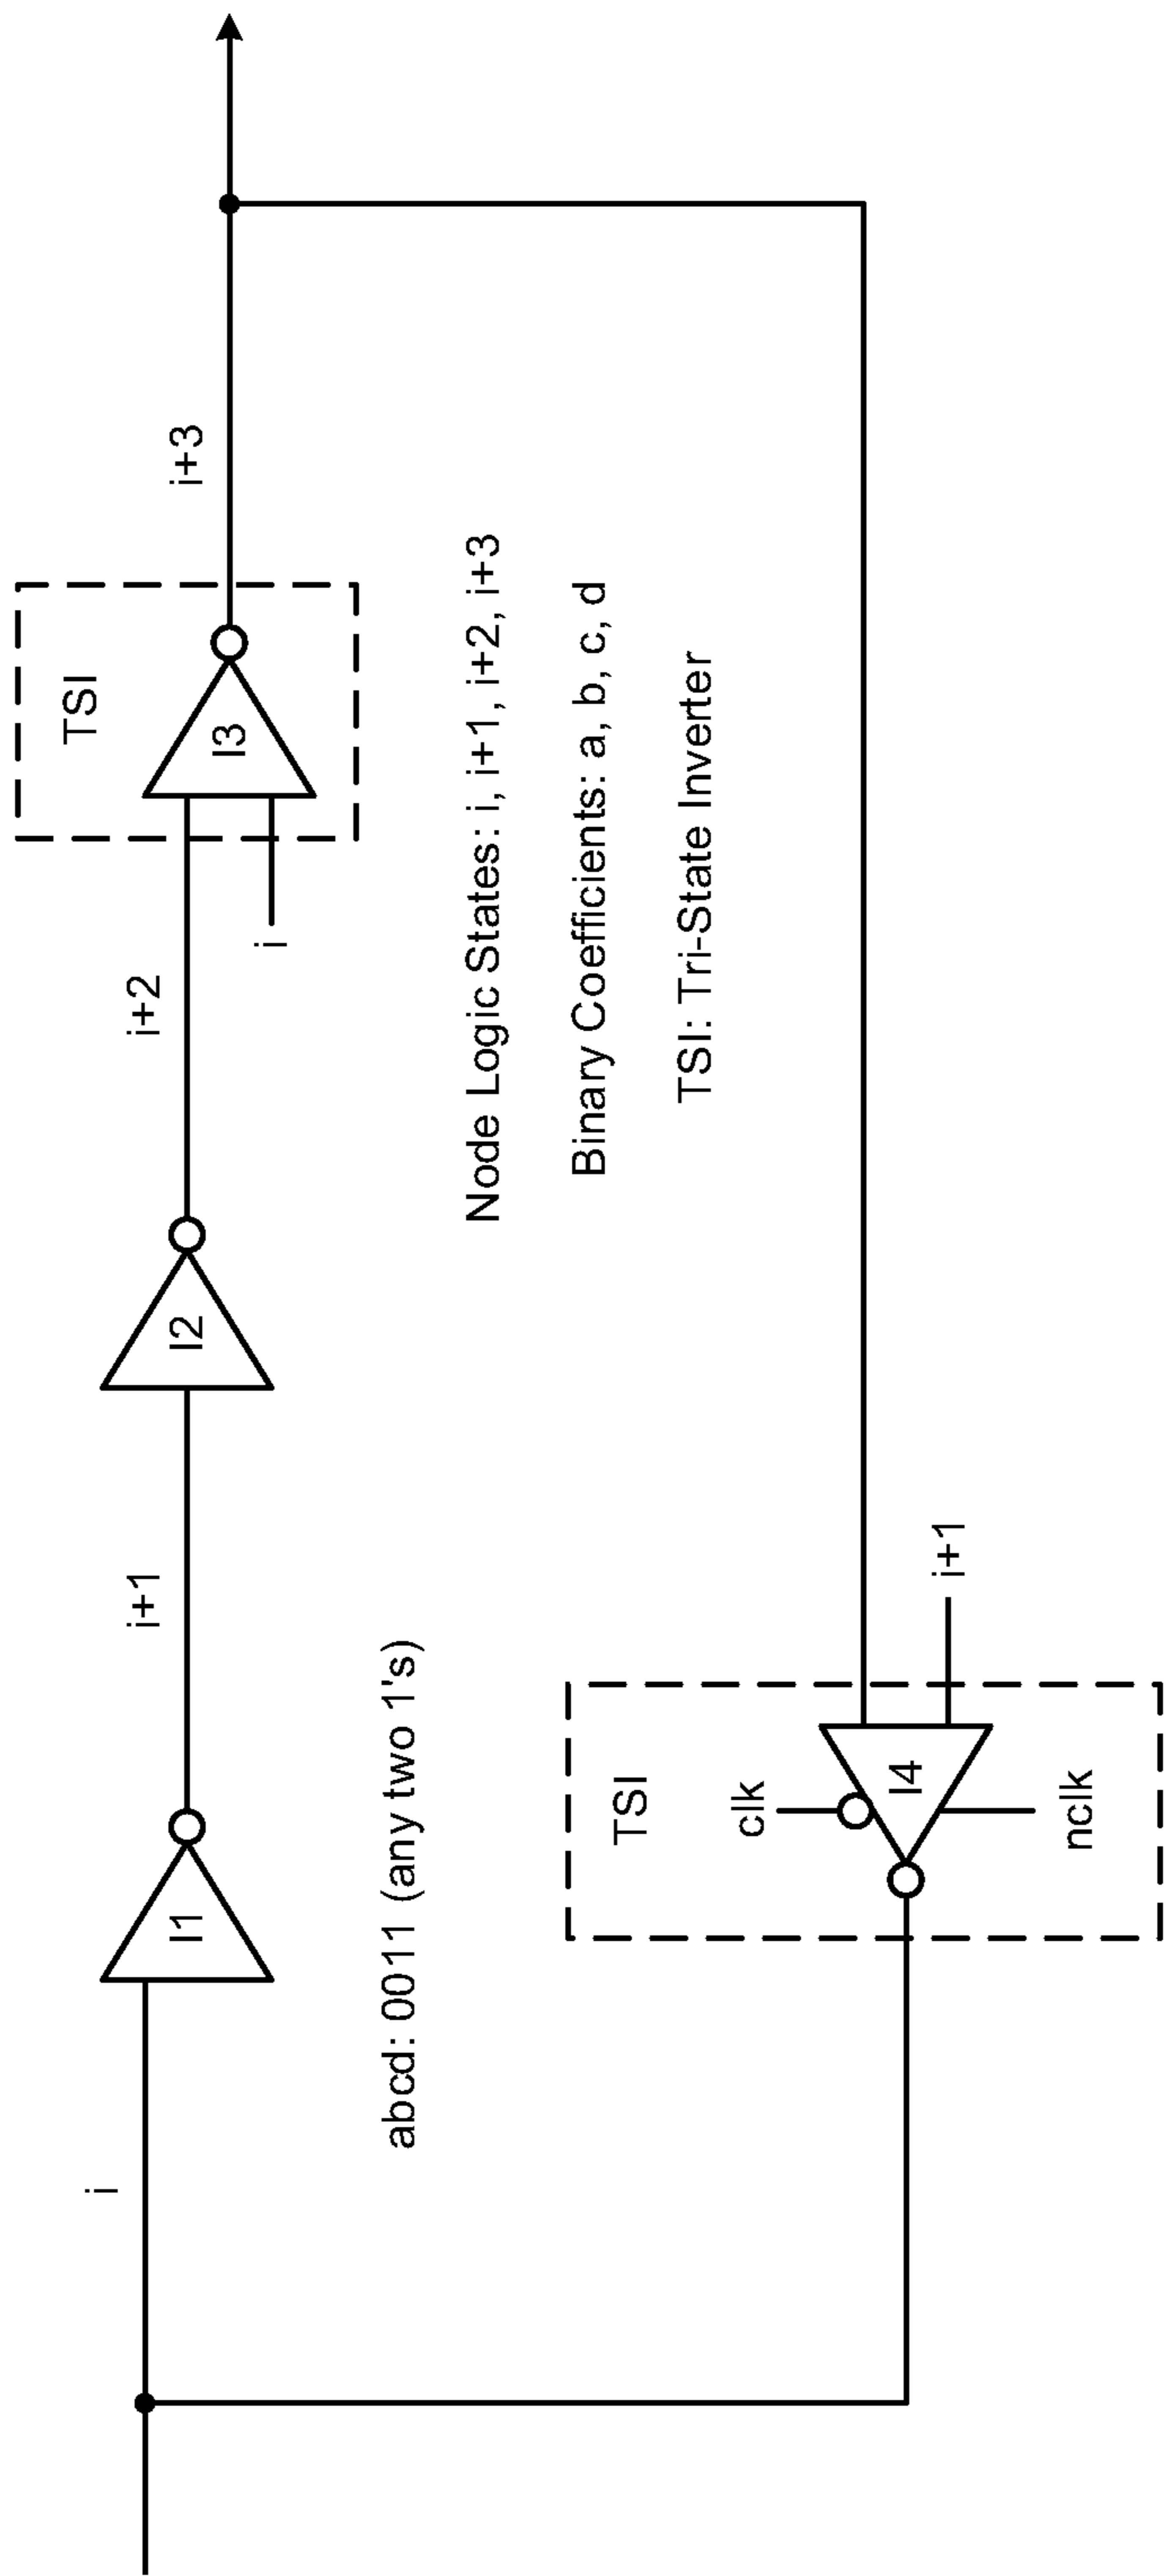 i
I1
i+1
I2
i+2
TSI
I3
i
i+3
abcd: 0011 (any two 1's)
Node Logic States: i, i+1, i+2, i+3
Binary Coefficients: a, b, c, d
TSI: Tri-State Inverter
TSI
clk
I4
nclk
i+1